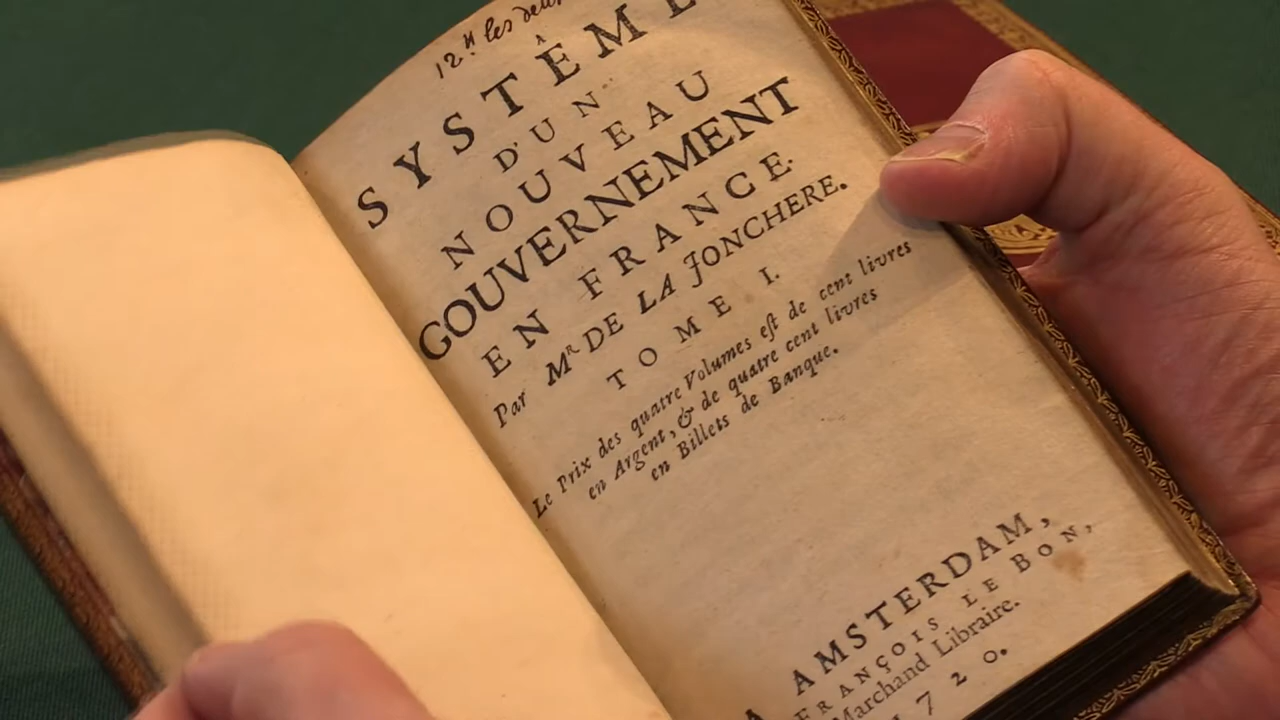 12# les deux
SYSTÊME
D'UN
NOUVEAU
GOUVERNEMENT
EN FRANCE.
Par Mr DE LA JONCHERE.
TOME I.
Le Prix des quatre Volumes eſt de cent livres
en Argent, & de quatre cent livres
en Billets de Banque.
A AMSTERDAM,
FRANÇOIS LE BON,
Marchand Libraire.
1720.